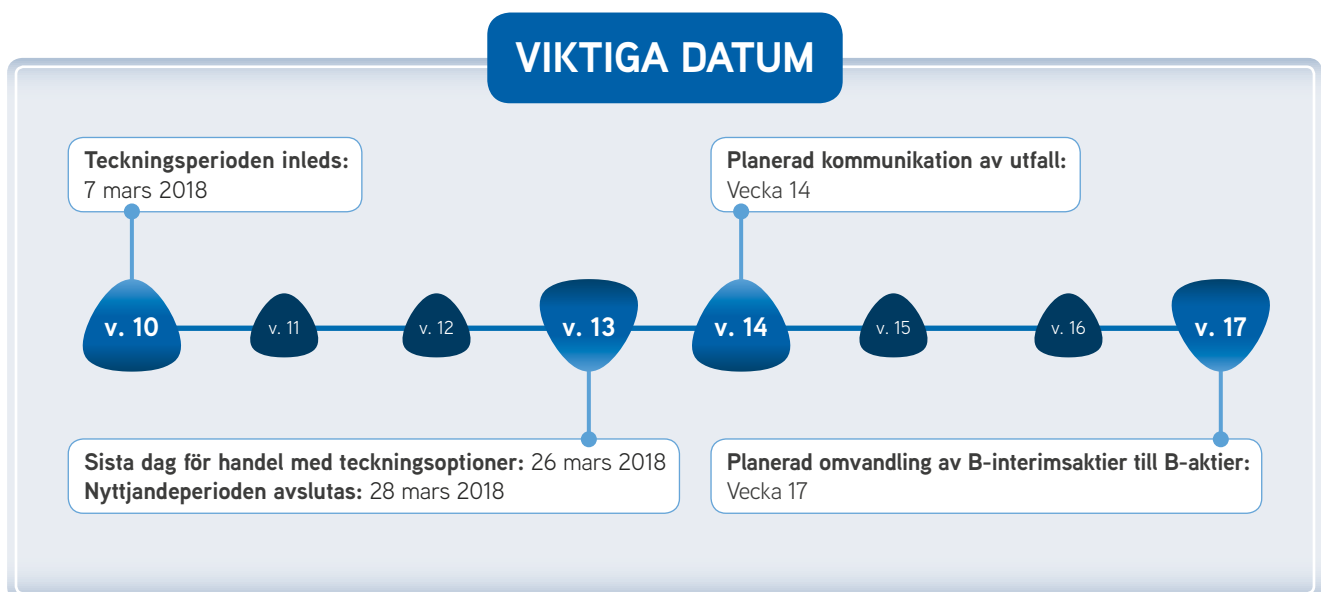 VIKTIGA DATUM
Teckningsperioden inleds:
7 mars 2018
Planerad kommunikation av utfall:
Vecka 14
v. 10
v. 11
v. 12
v. 13
v. 14
v. 15
v. 16
v. 17
Sista dag för handel med teckningsoptioner: 26 mars 2018
Nyttjandeperioden avslutas: 28 mars 2018
Planerad omvandling av B-interimsaktier till B-aktier:
Vecka 17